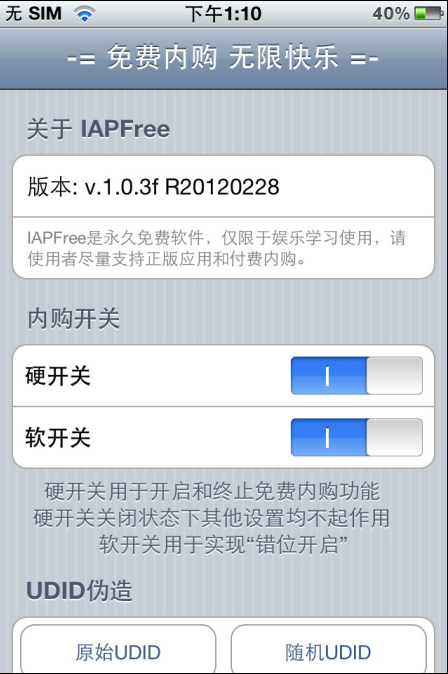 无 SIM 下午1:10 40%
-= 免费内购 无限快乐 =-
关于 IAPFree
版本: v.1.0.3f R20120228
IAPFree是永久免费软件，仅限于娱乐学习使用，请
使用者尽量支持正版应用和付费内购。
内购开关
硬开关
软开关
硬开关用于开启和终止免费内购功能
硬开关关闭状态下其他设置均不起作用
软开关用于实现“错位开启”
UDID伪造
原始UDID 随机UDID